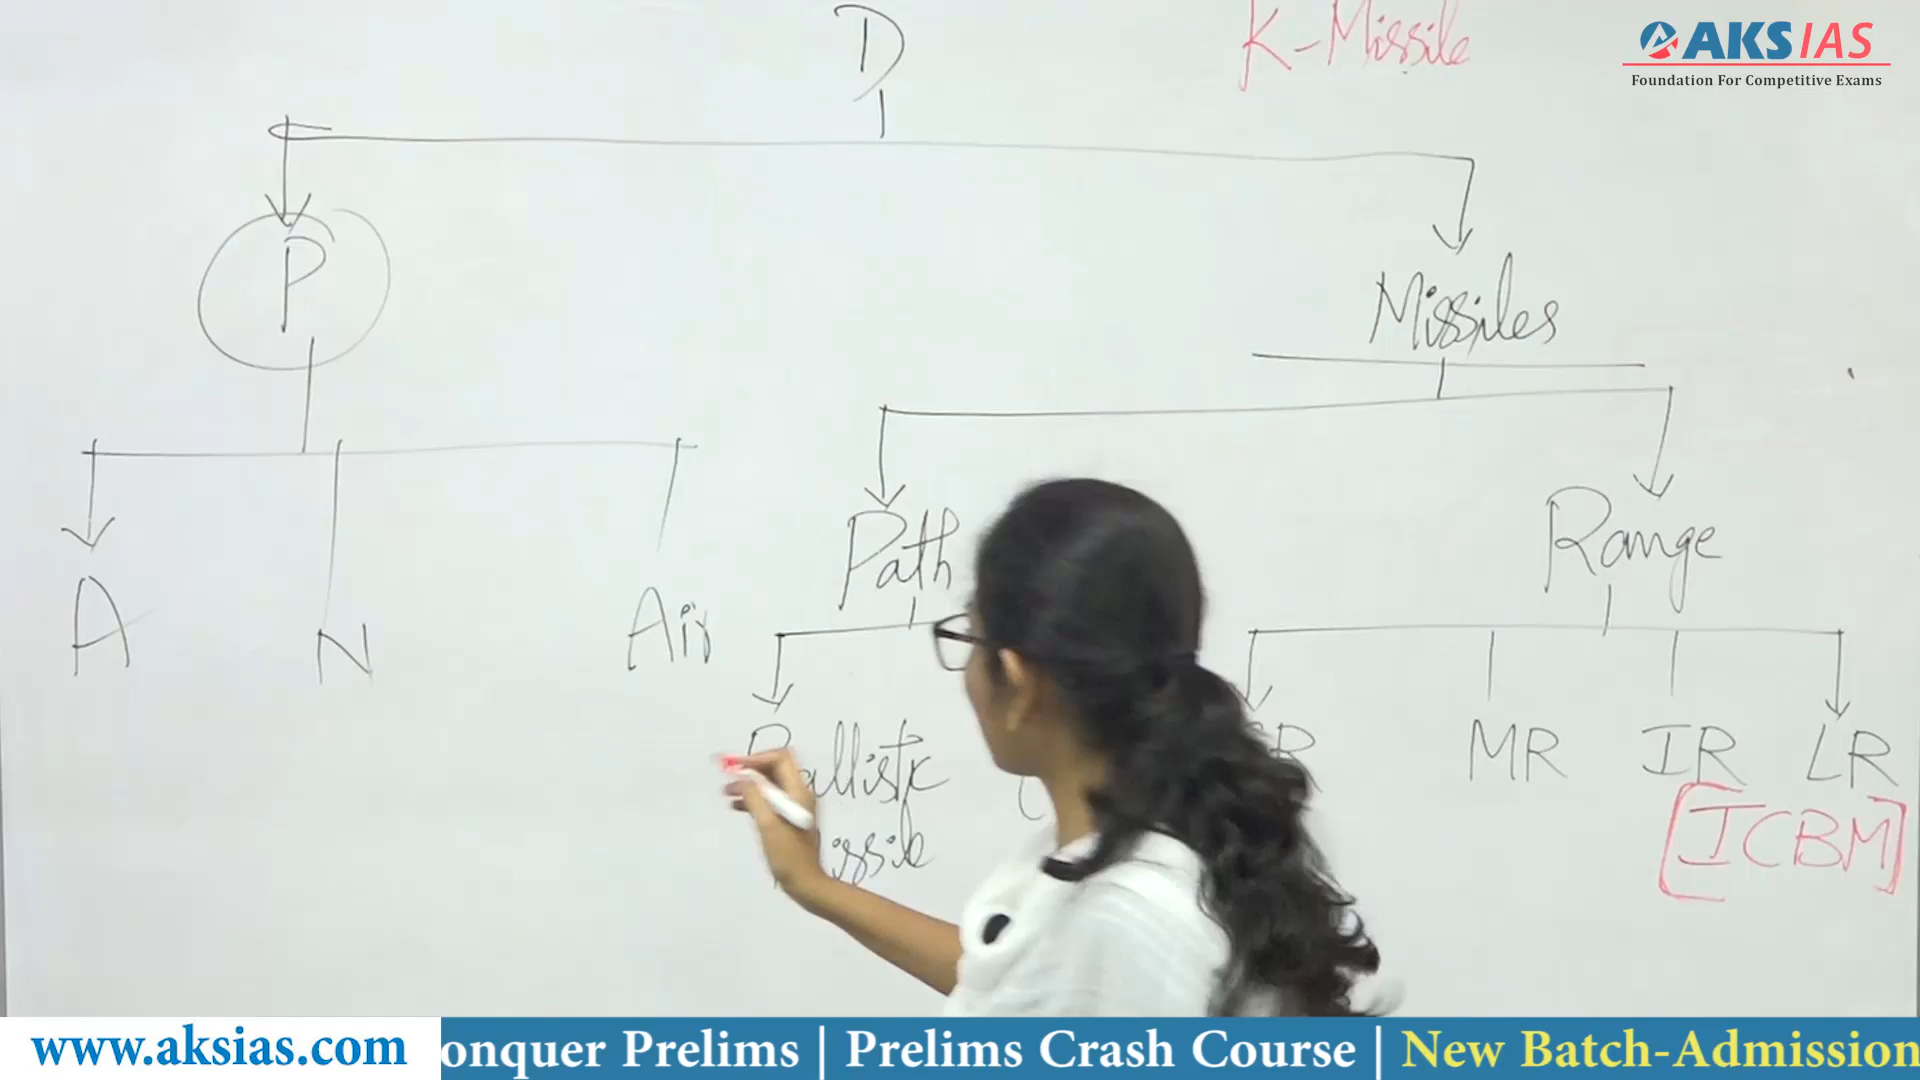 D
K-Missile
AKS IAS
Foundation For Competitive Exams
P
Missiles
A
N
Air
Path
Range
Ballistic
MR
IR
LR
[ICBM]
www.aksias.com
onquer Prelims | Prelims Crash Course | New Batch-Admission